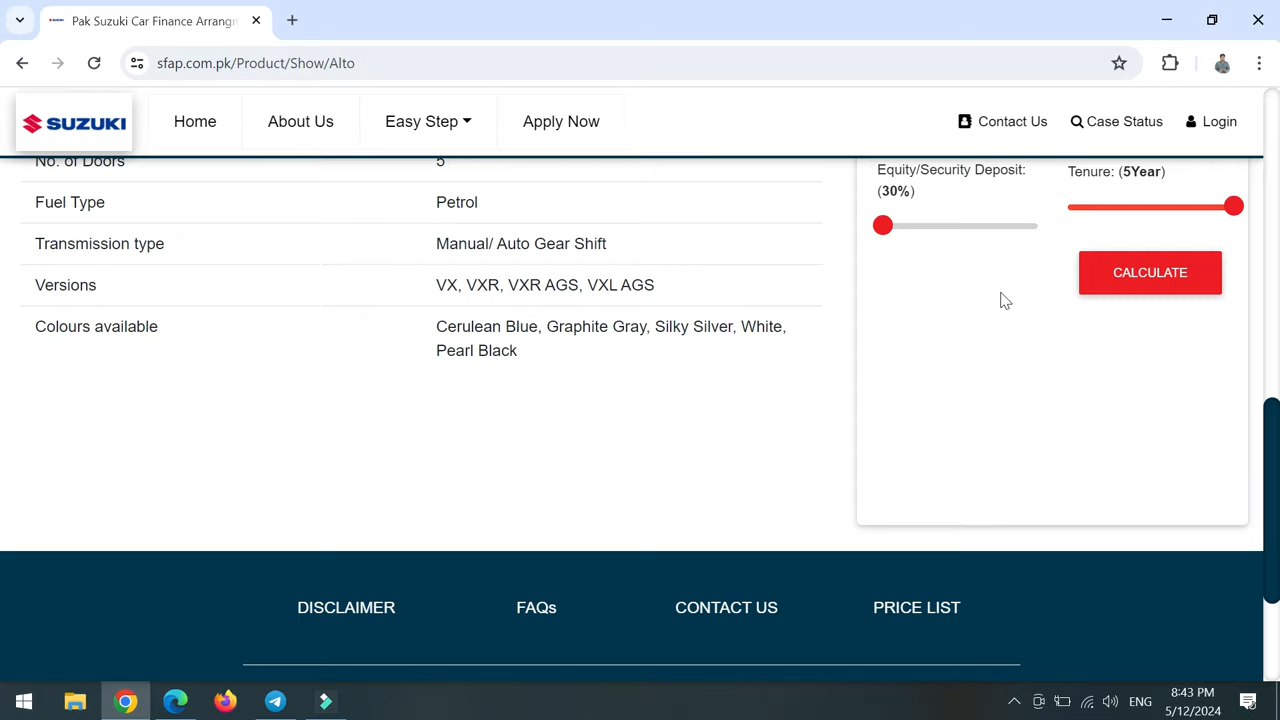 Pak Suzuki Car Finance Arrangm
sfap.com.pk/Product/Show/Alto
SUZUKI
Home
About Us
Easy Step
Apply Now
Contact Us
Case Status
Login
No. of Doors 5
Fuel Type Petrol
Transmission type Manual/ Auto Gear Shift
Versions VX, VXR, VXR AGS, VXL AGS
Colours available Cerulean Blue, Graphite Gray, Silky Silver, White,
Pearl Black
Equity/Security Deposit:
(30%)
Tenure: (5Year)
CALCULATE
DISCLAIMER
FAQs
CONTACT US
PRICE LIST
ENG
8:43 PM
5/12/2024